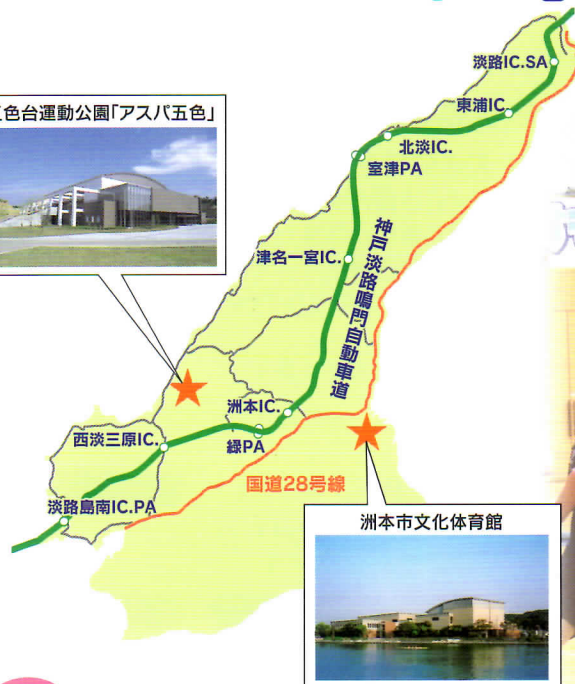 淡路IC.SA
東浦IC.
北淡IC.
室津PA
色台運動公園「アスパ五色」
津名一宮IC.
神戸淡路鳴門自動車道
洲本IC.
緑PA
西淡三原IC.
国道28号線
淡路島南IC.PA
洲本市文化体育館